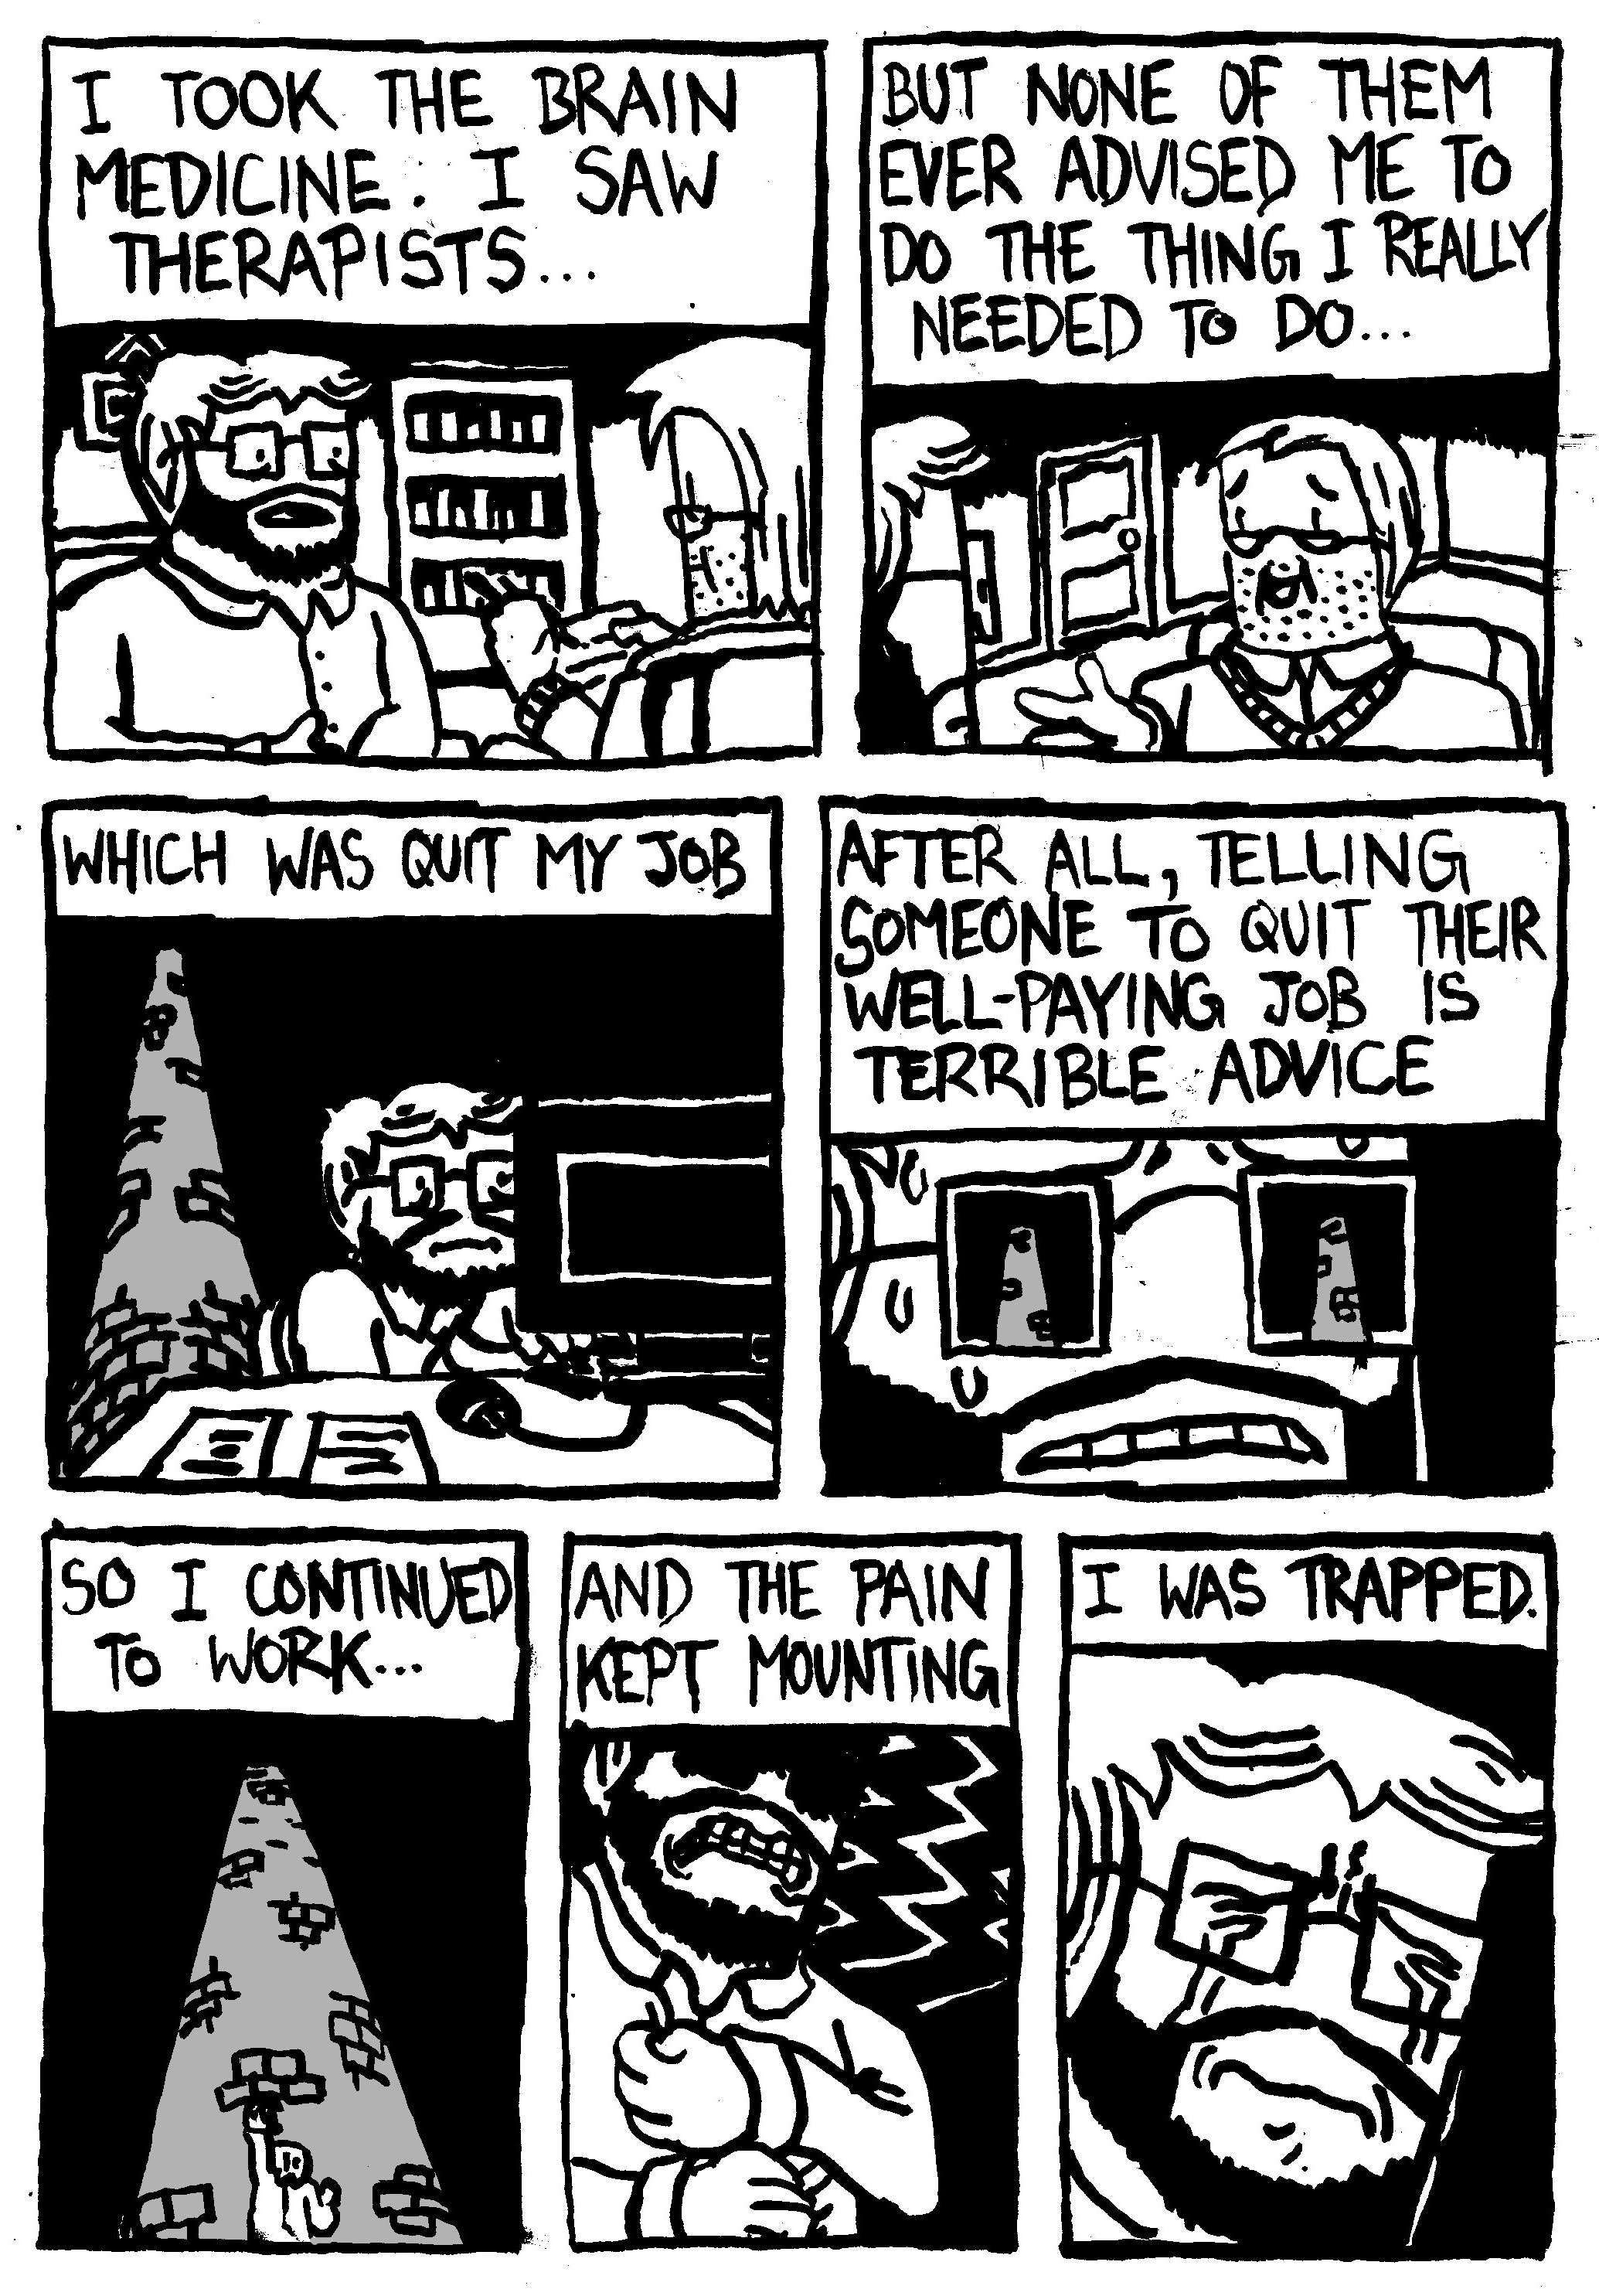 I TOOK THE BRAIN
MEDICINE. I SAW
THERAPISTS...
BUT NONE OF THEM
EVER ADVISED ME TO
DO THE THING I REALLY
NEEDED TO DO...
WHICH WAS QUIT MY JOB
AFTER ALL, TELLING
SOMEONE TO QUIT THEIR
WELL-PAYING JOB IS
TERRIBLE ADVICE
SO I CONTINUED
TO WORK...
AND THE PAIN
KEPT MOUNTING
I WAS TRAPPED.